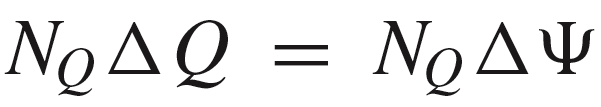 N_Q Δ Q = N_Q Δ Ψ